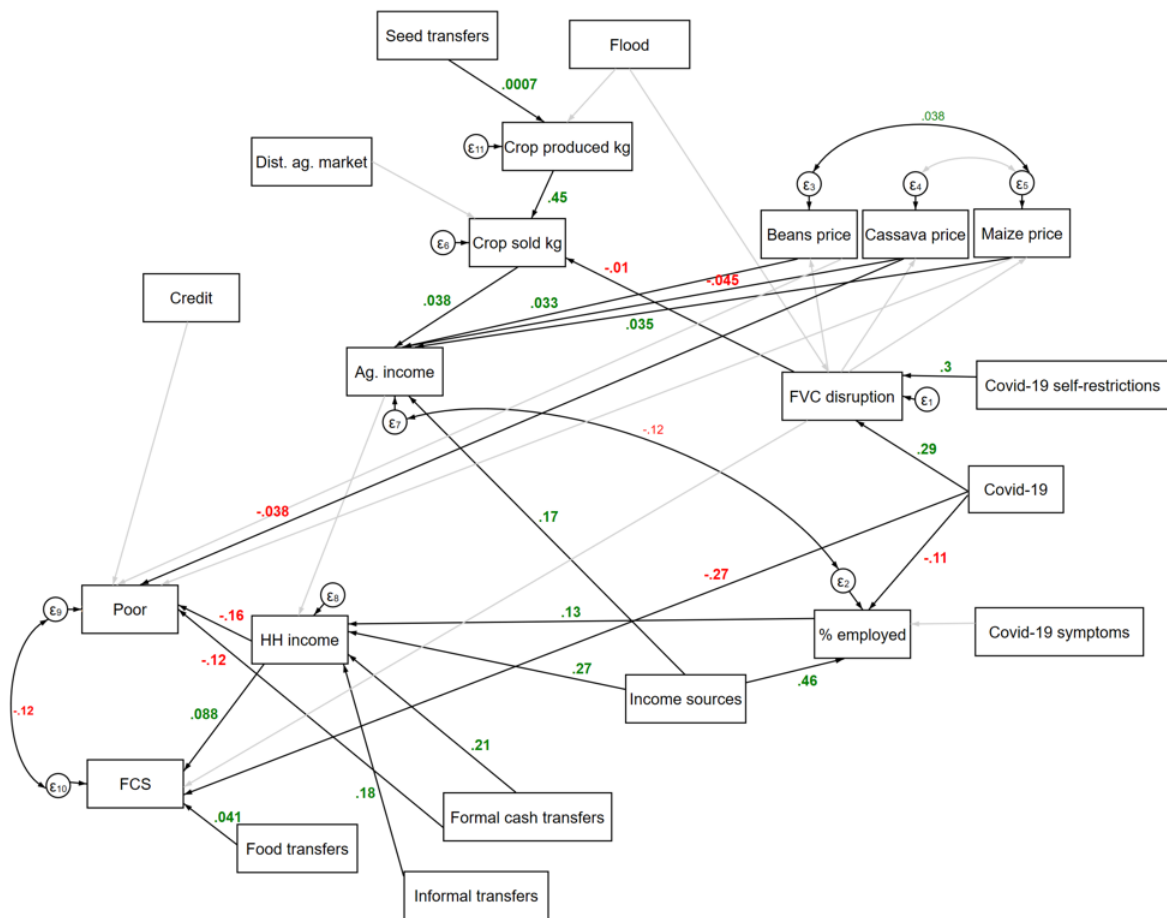 Seed transfers
Flood
.0007
.038
ε11
Crop produced kg
Dist. ag. market
ε3
ε4
ε5
.45
Beans price
Cassava price
Maize price
ε6
Crop sold kg
-.01
-.045
Credit
.038
.033
.035
Ag. income
.3
Covid-19 self-restrictions
FVC disruption
ε1
ε7
-.12
.29
Covid-19
-.038
.17
-.11
-.27
ε2
ε9
Poor
ε8
-.16
HH income
.13
% employed
Covid-19 symptoms
-.12
.27
Income sources
.46
-.12
.088
.21
ε10
FCS
.18
.041
Formal cash transfers
Food transfers
Informal transfers